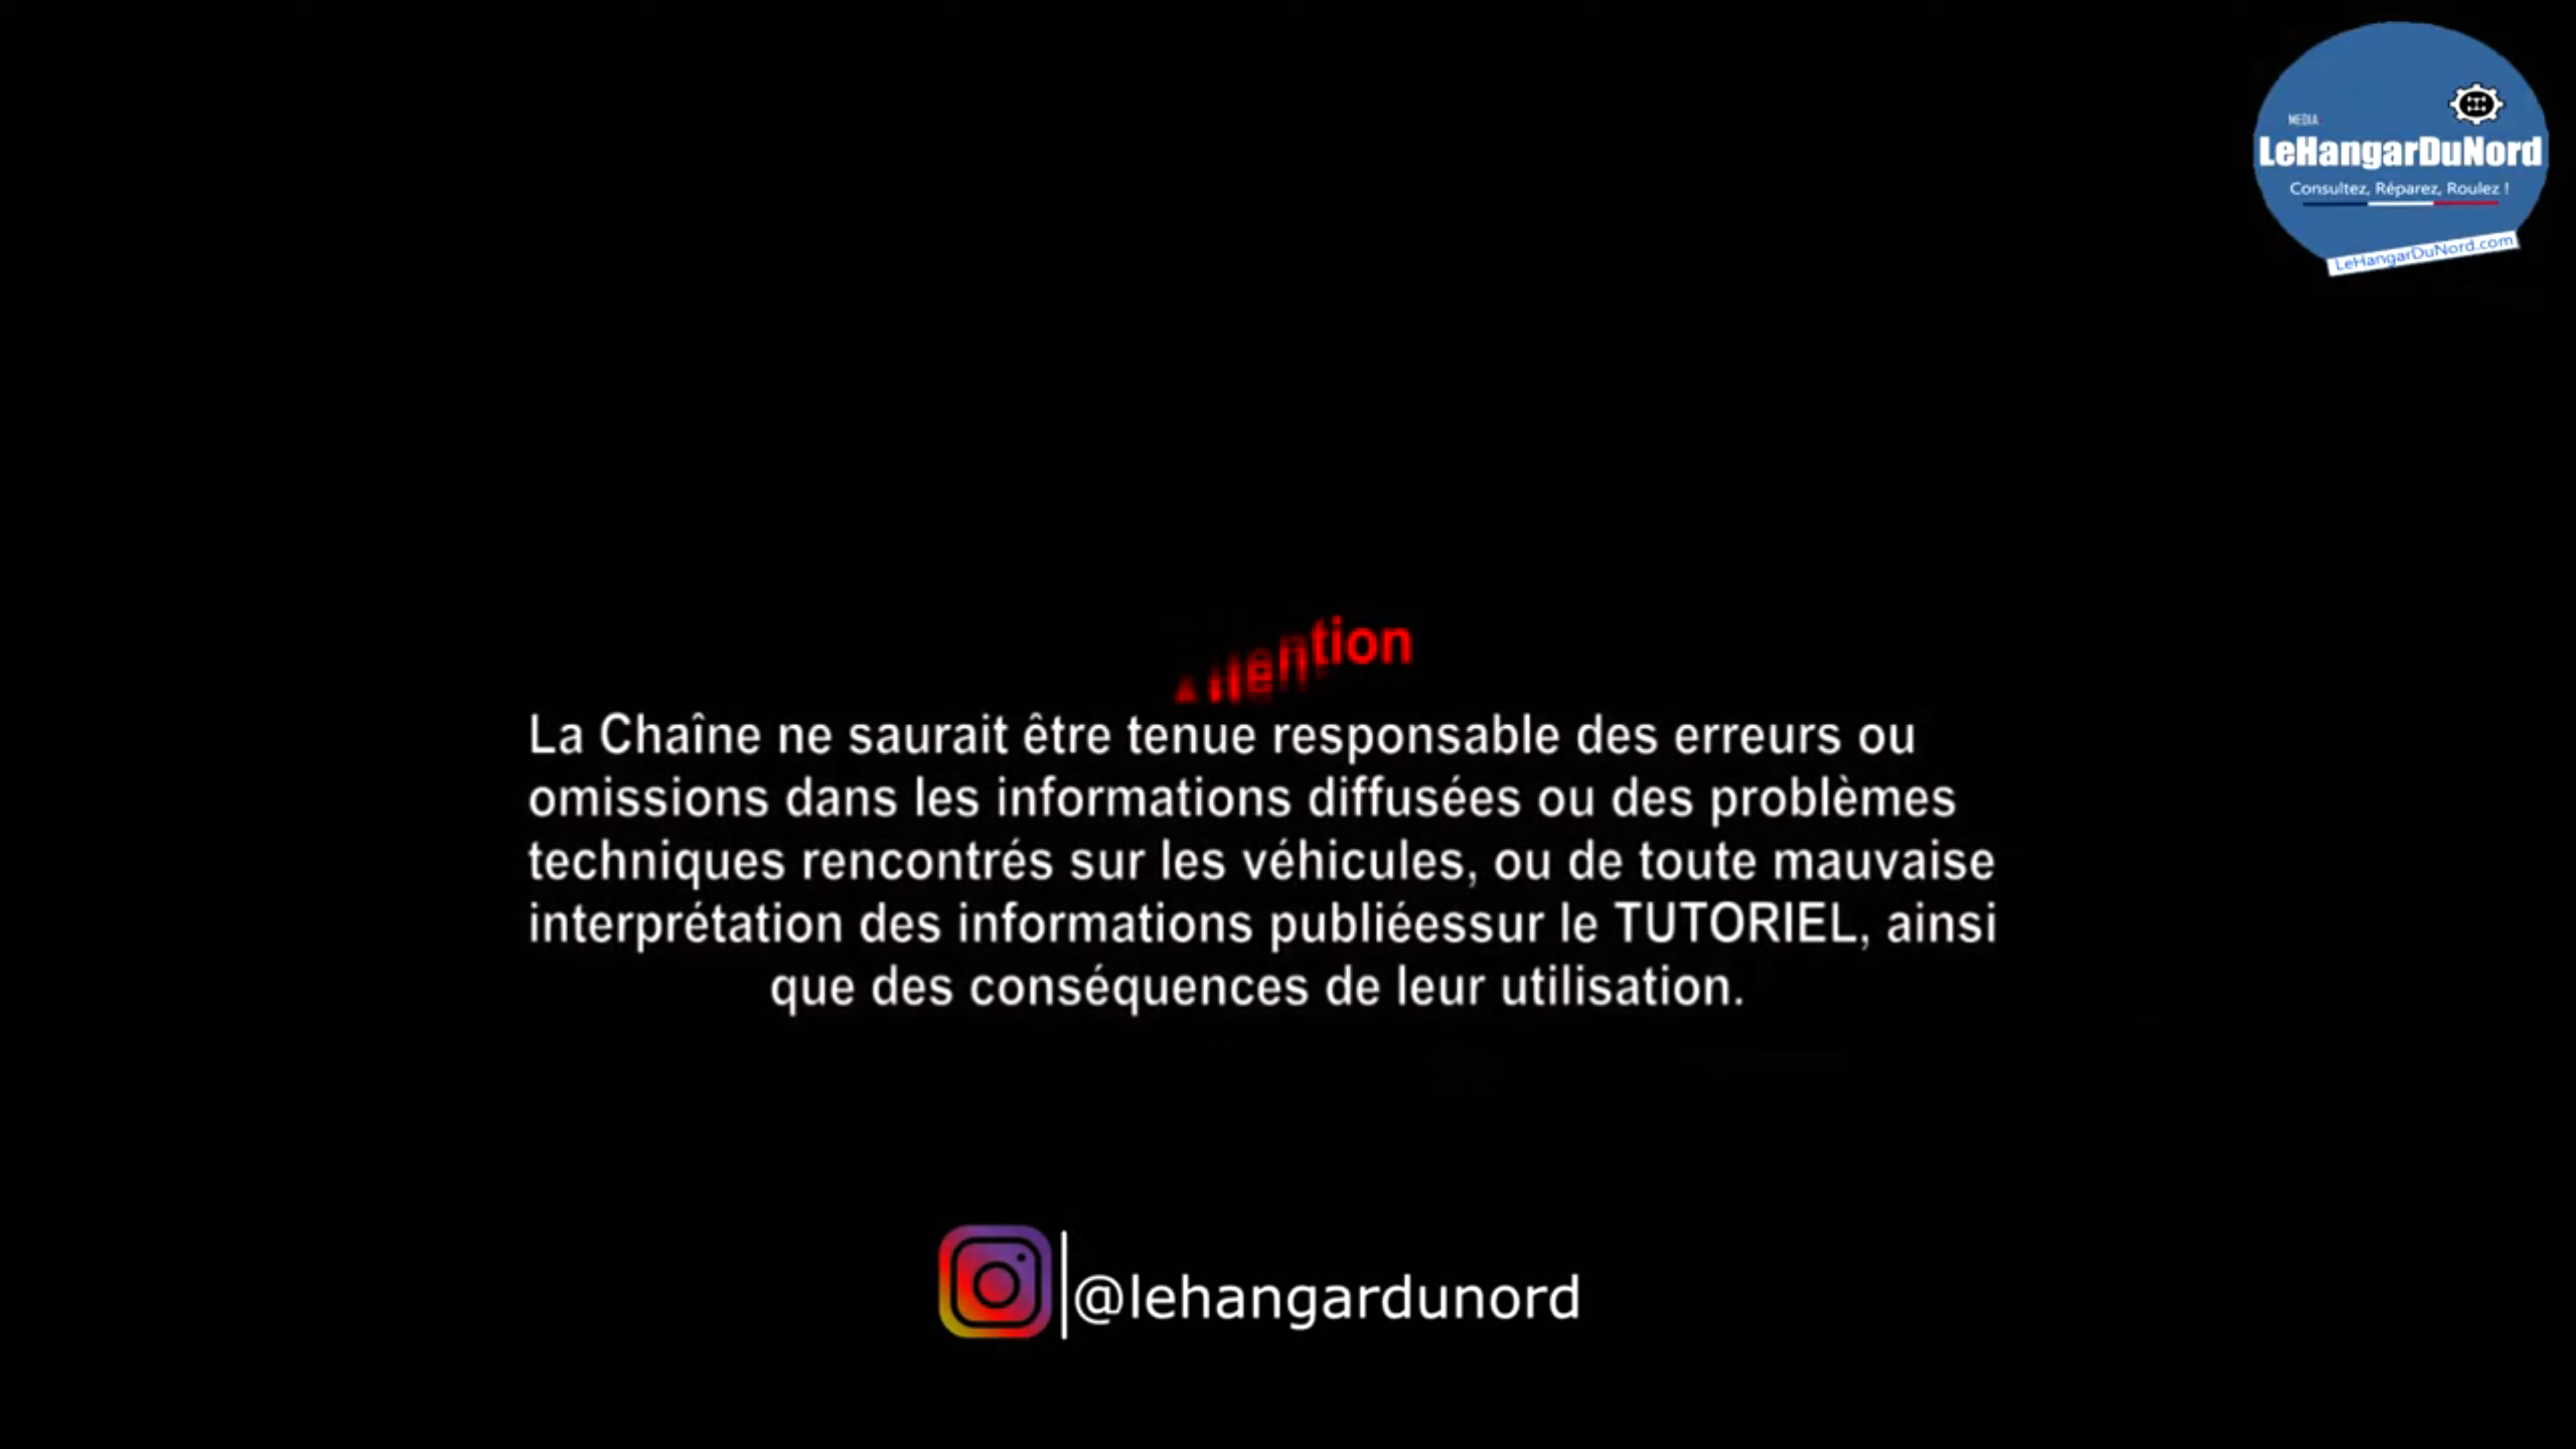 MEDIA
LeHangarDuNord
Consultez, Réparez, Roulez !
LeHangarDuNord.com
Attention
La Chaîne ne saurait être tenue responsable des erreurs ou
omissions dans les informations diffusées ou des problèmes
techniques rencontrés sur les véhicules, ou de toute mauvaise
interprétation des informations publiéessur le TUTORIEL, ainsi
que des conséquences de leur utilisation.
@lehangardunord